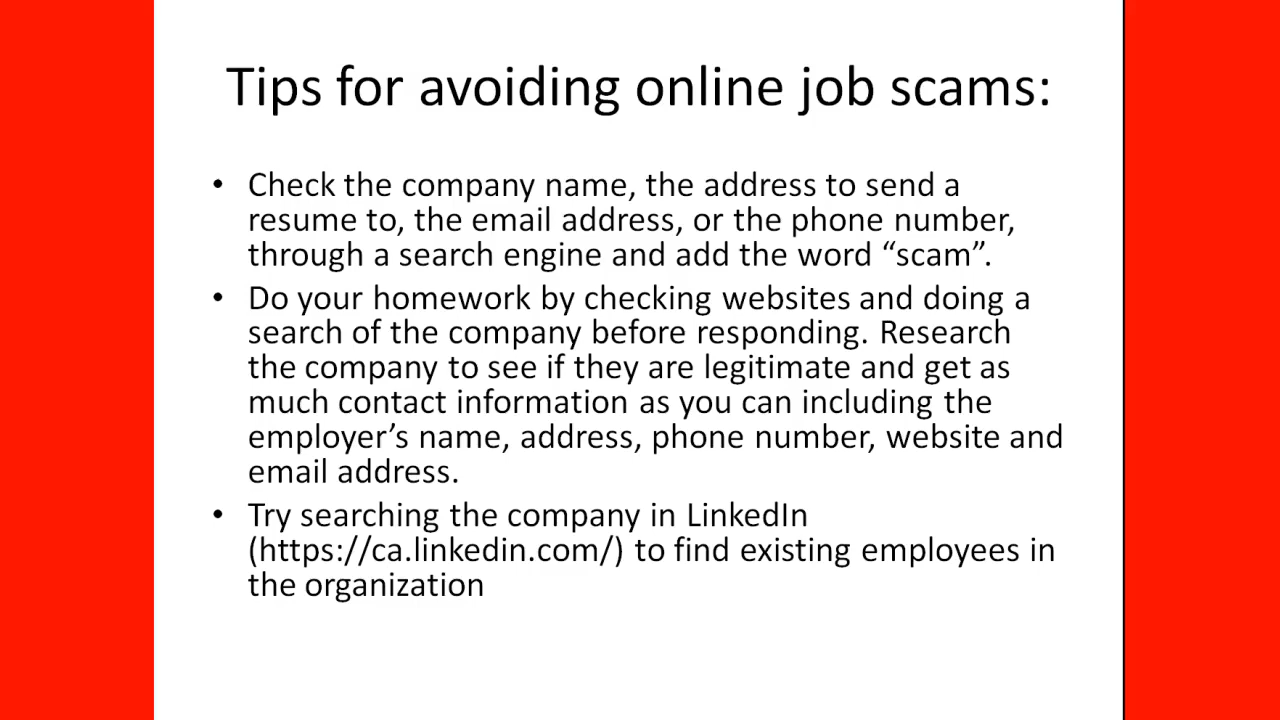 Tips for avoiding online job scams:
• Check the company name, the address to send a
resume to, the email address, or the phone number,
through a search engine and add the word “scam”.
• Do your homework by checking websites and doing a
search of the company before responding. Research
the company to see if they are legitimate and get as
much contact information as you can including the
employer’s name, address, phone number, website and
email address.
• Try searching the company in LinkedIn
(https://ca.linkedin.com/) to find existing employees in
the organization